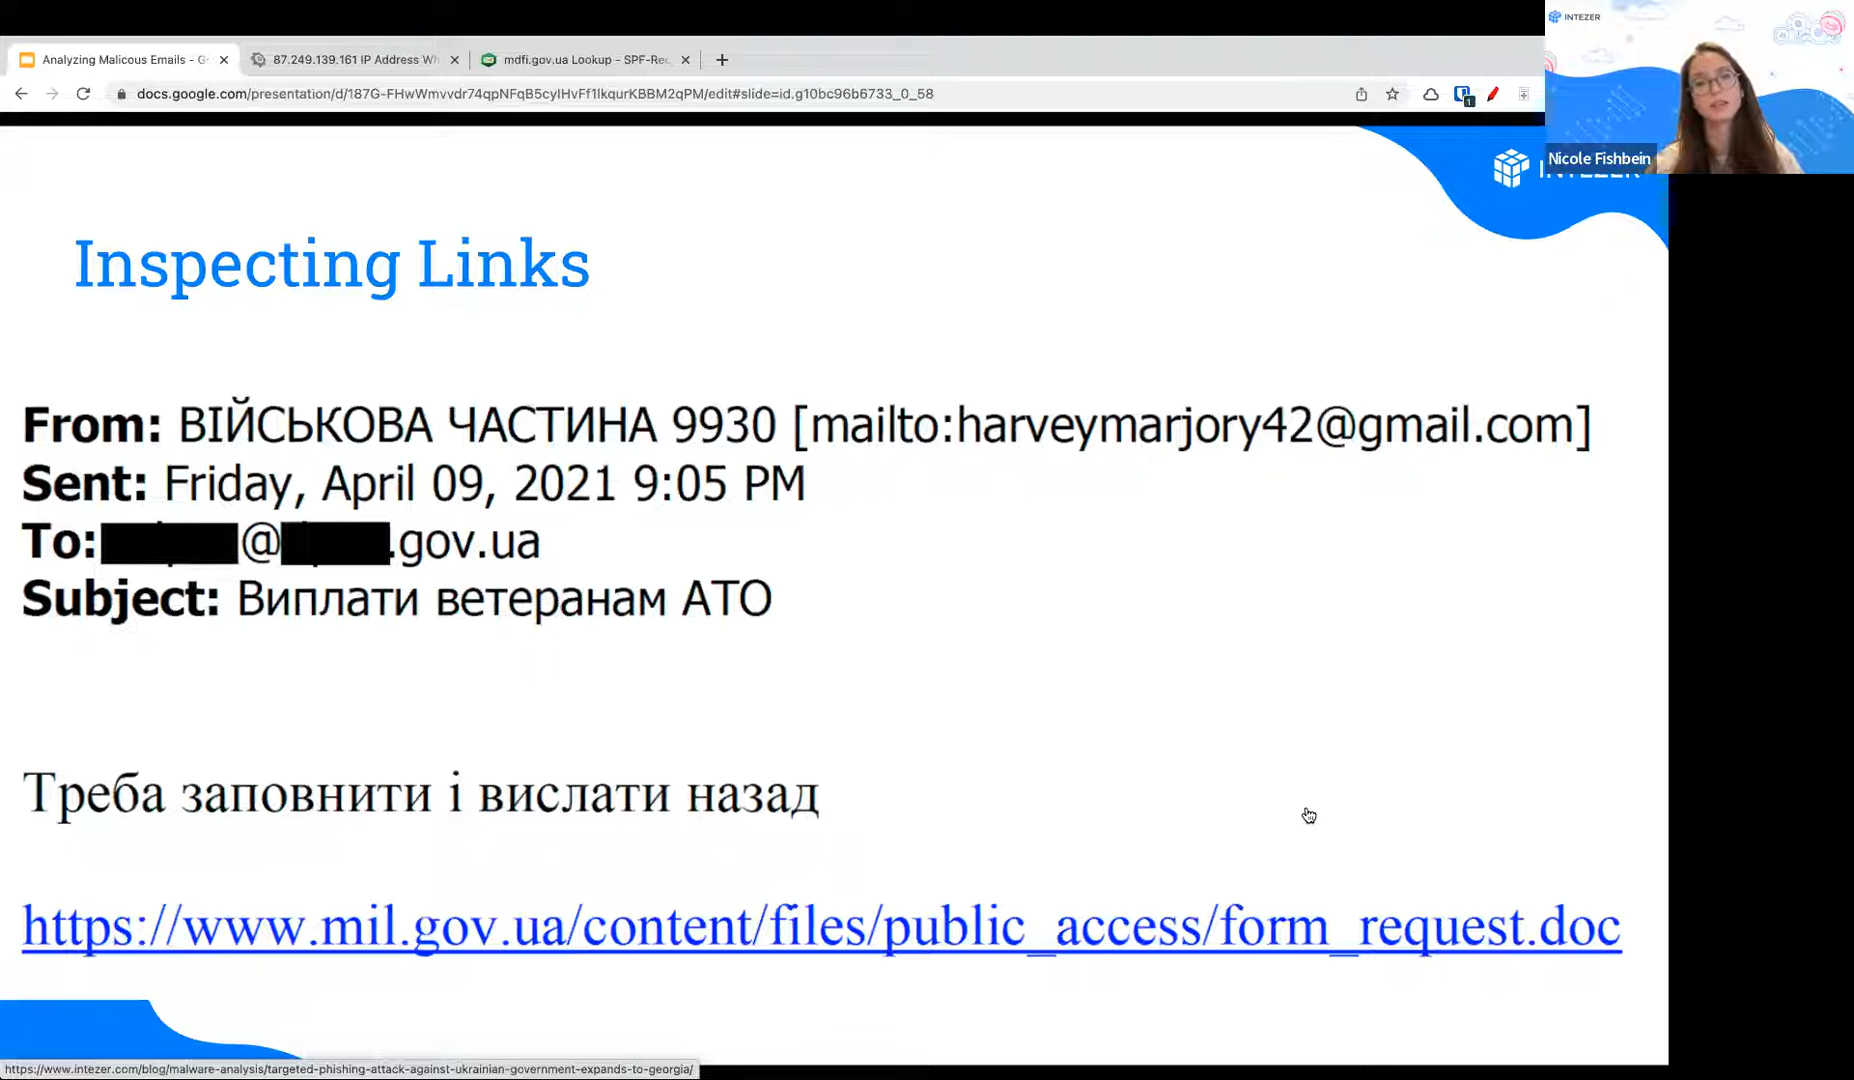 Analyzing Malicous Emails - G
87.249.139.161 IP Address Wh
mdfi.gov.ua Lookup - SPF-Rec
docs.google.com/presentation/d/187G-FHwWmvvdr74qpNFqB5cylHvFf1lkqurKBBM2qPM/edit#slide=id.g10bc96b6733_0_58
1
INTEZER
Nicole Fishbein
INTEZER
Inspecting Links
From: ВІЙСЬКОВА ЧАСТИНА 9930 [mailto:harveymarjory42@gmail.com]
Sent: Friday, April 09, 2021 9:05 PM
To: @ .gov.ua
Subject: Виплати ветеранам АТО
Треба заповнити і вислати назад
https://www.mil.gov.ua/content/files/public_access/form_request.doc
https://www.intezer.com/blog/malware-analysis/targeted-phishing-attack-against-ukrainian-government-expands-to-georgia/